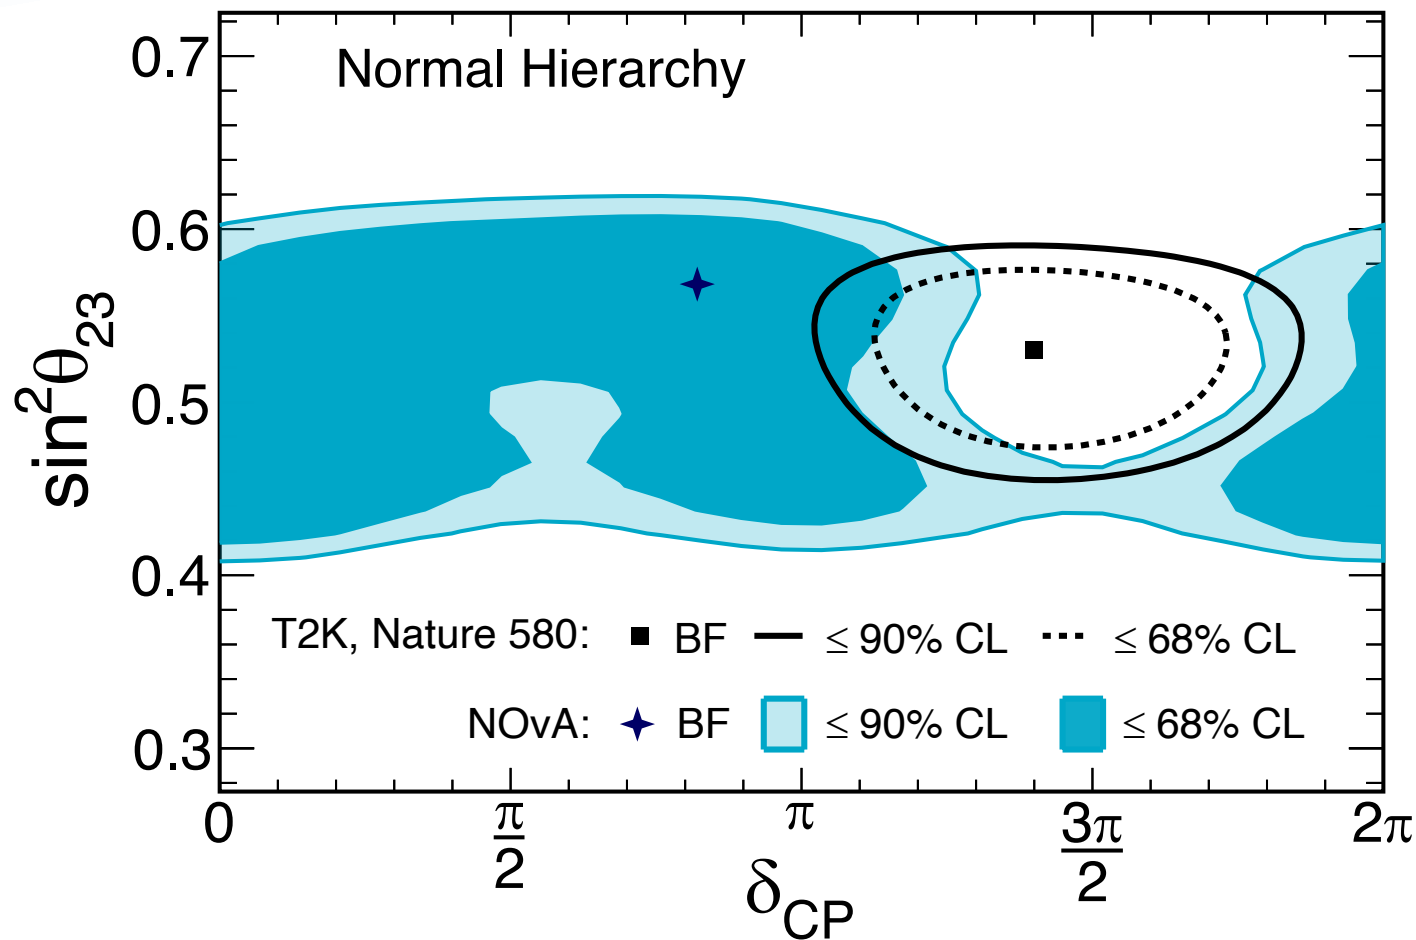 Normal Hierarchy
0.7
0.6
0.5
0.4
0.3
sin²θ₂₃
T2K, Nature 580: BF ≤ 90% CL ≤ 68% CL
NOvA: BF ≤ 90% CL ≤ 68% CL
0 π/2 π 3π/2 2π
δ_CP